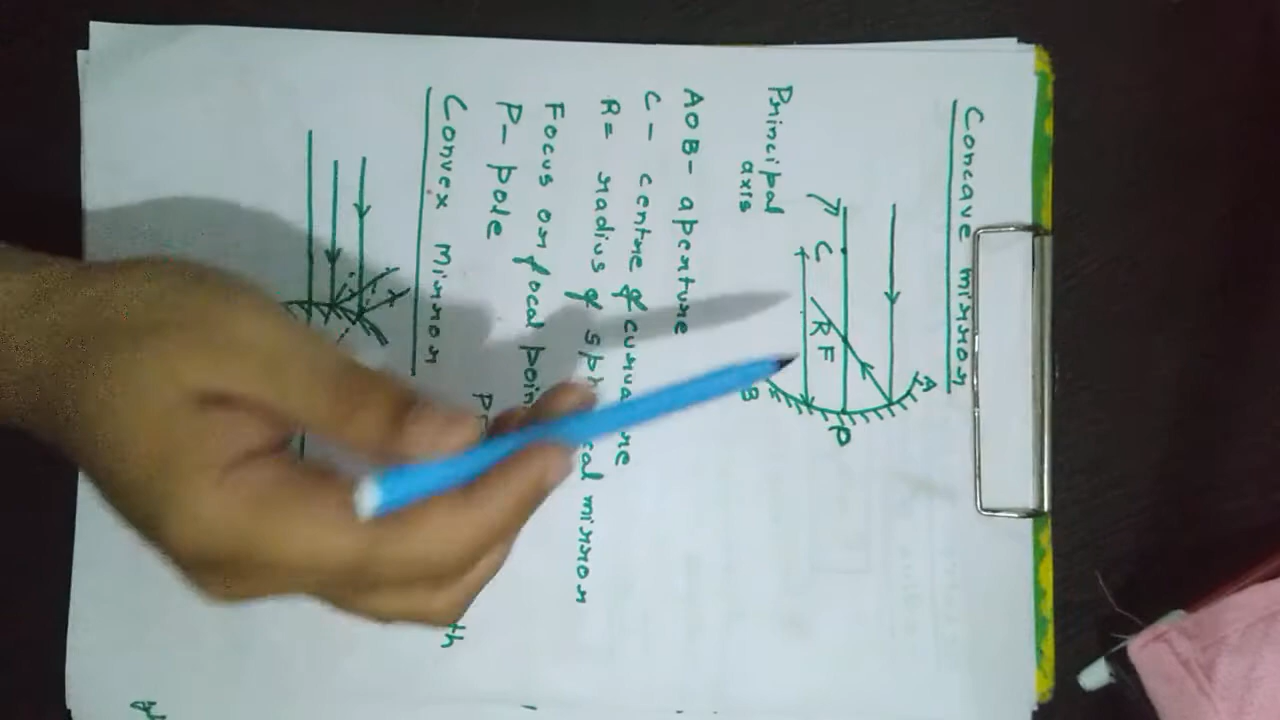 Concave mirror
A
P
C
R F
B
Principal
axis
AOB- aperture
C- centre of curvature
R= radius of spherical mirror
Focus or focal point
P- pole
Convex mirror